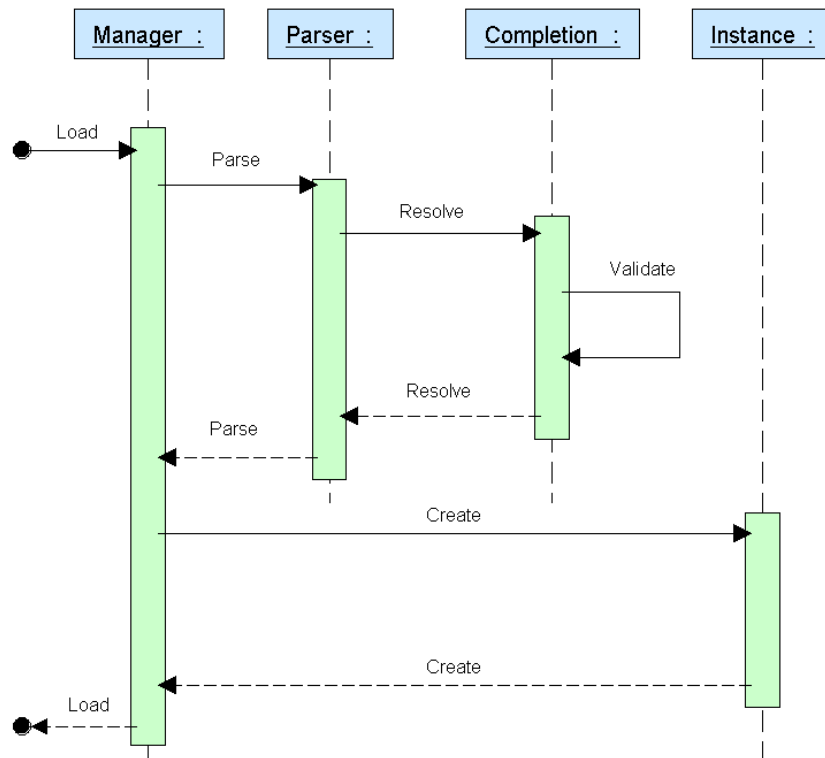 Manager : Parser : Completion : Instance :
Load
Parse
Resolve
Validate
Resolve
Parse
Create
Create
Load